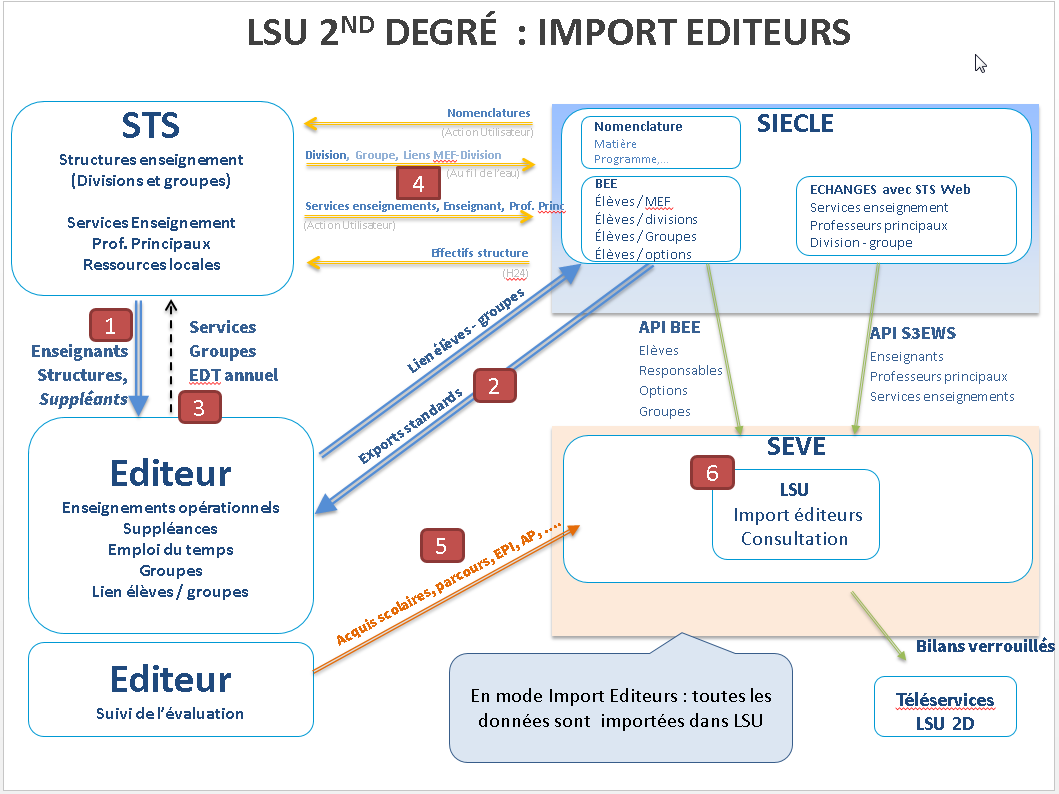 LSU 2ND DEGRÉ : IMPORT EDITEURS
STS
Structures enseignement
(Divisions et groupes)
Services Enseignement
Prof. Principaux
Ressources locales
Nomenclatures
(Action Utilisateur)
Division, Groupe, Liens MEF-Division
(Au fil de l'eau)
4
Services enseignements, Enseignant, Prof. Princ
(Action Utilisateur)
Effectifs structure
(H24)
SIECLE
Nomenclature
Matière
Programme,...
BEE
Élèves / MEF
Élèves / divisions
Élèves / Groupes
Élèves / options
ECHANGES avec STS Web
Services enseignement
Professeurs principaux
Division - groupe
1
Enseignants
Structures,
Suppléants
Services
Groupes
EDT annuel
3
Lien élèves - groupes
2
Exports standards
API BEE
Elèves
Responsables
Options
Groupes
API S3EWS
Enseignants
Professeurs principaux
Services enseignements
Editeur
Enseignements opérationnels
Suppléances
Emploi du temps
Groupes
Lien élèves / groupes
5
Acquis scolaires, parcours, EPI, AP, ....
SEVE
6
LSU
Import éditeurs
Consultation
Editeur
Suivi de l'évaluation
En mode Import Editeurs : toutes les
données sont importées dans LSU
Bilans verrouillés
Téléservices
LSU 2D